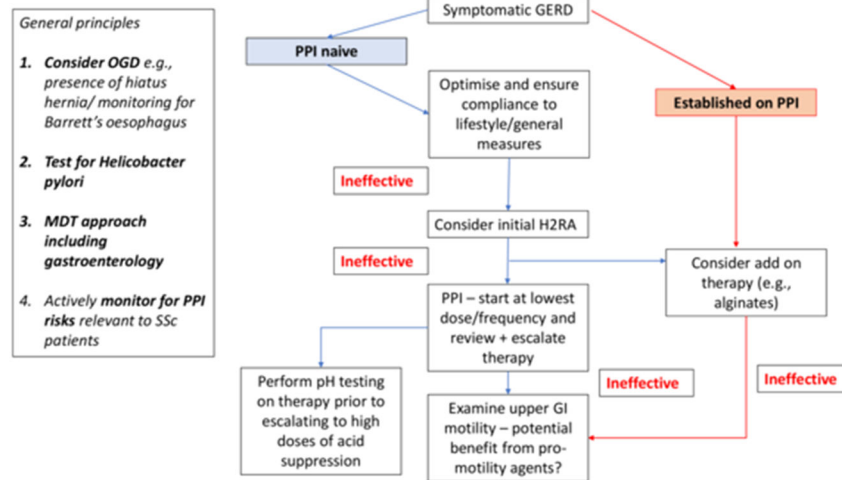 General principles
1. Consider OGD e.g.,
presence of hiatus
hernia/ monitoring for
Barrett's oesophagus
2. Test for Helicobacter
pylori
3. MDT approach
including
gastroenterology
4. Actively monitor for PPI
risks relevant to SSc
patients
Symptomatic GERD
PPI naive
Established on PPI
Optimise and ensure
compliance to
lifestyle/general
measures
Ineffective
Consider initial H2RA
Ineffective
Consider add on
therapy (e.g.,
alginates)
PPI – start at lowest
dose/frequency and
review + escalate
therapy
Perform pH testing
on therapy prior to
escalating to high
doses of acid
suppression
Ineffective
Ineffective
Examine upper GI
motility – potential
benefit from pro-
motility agents?